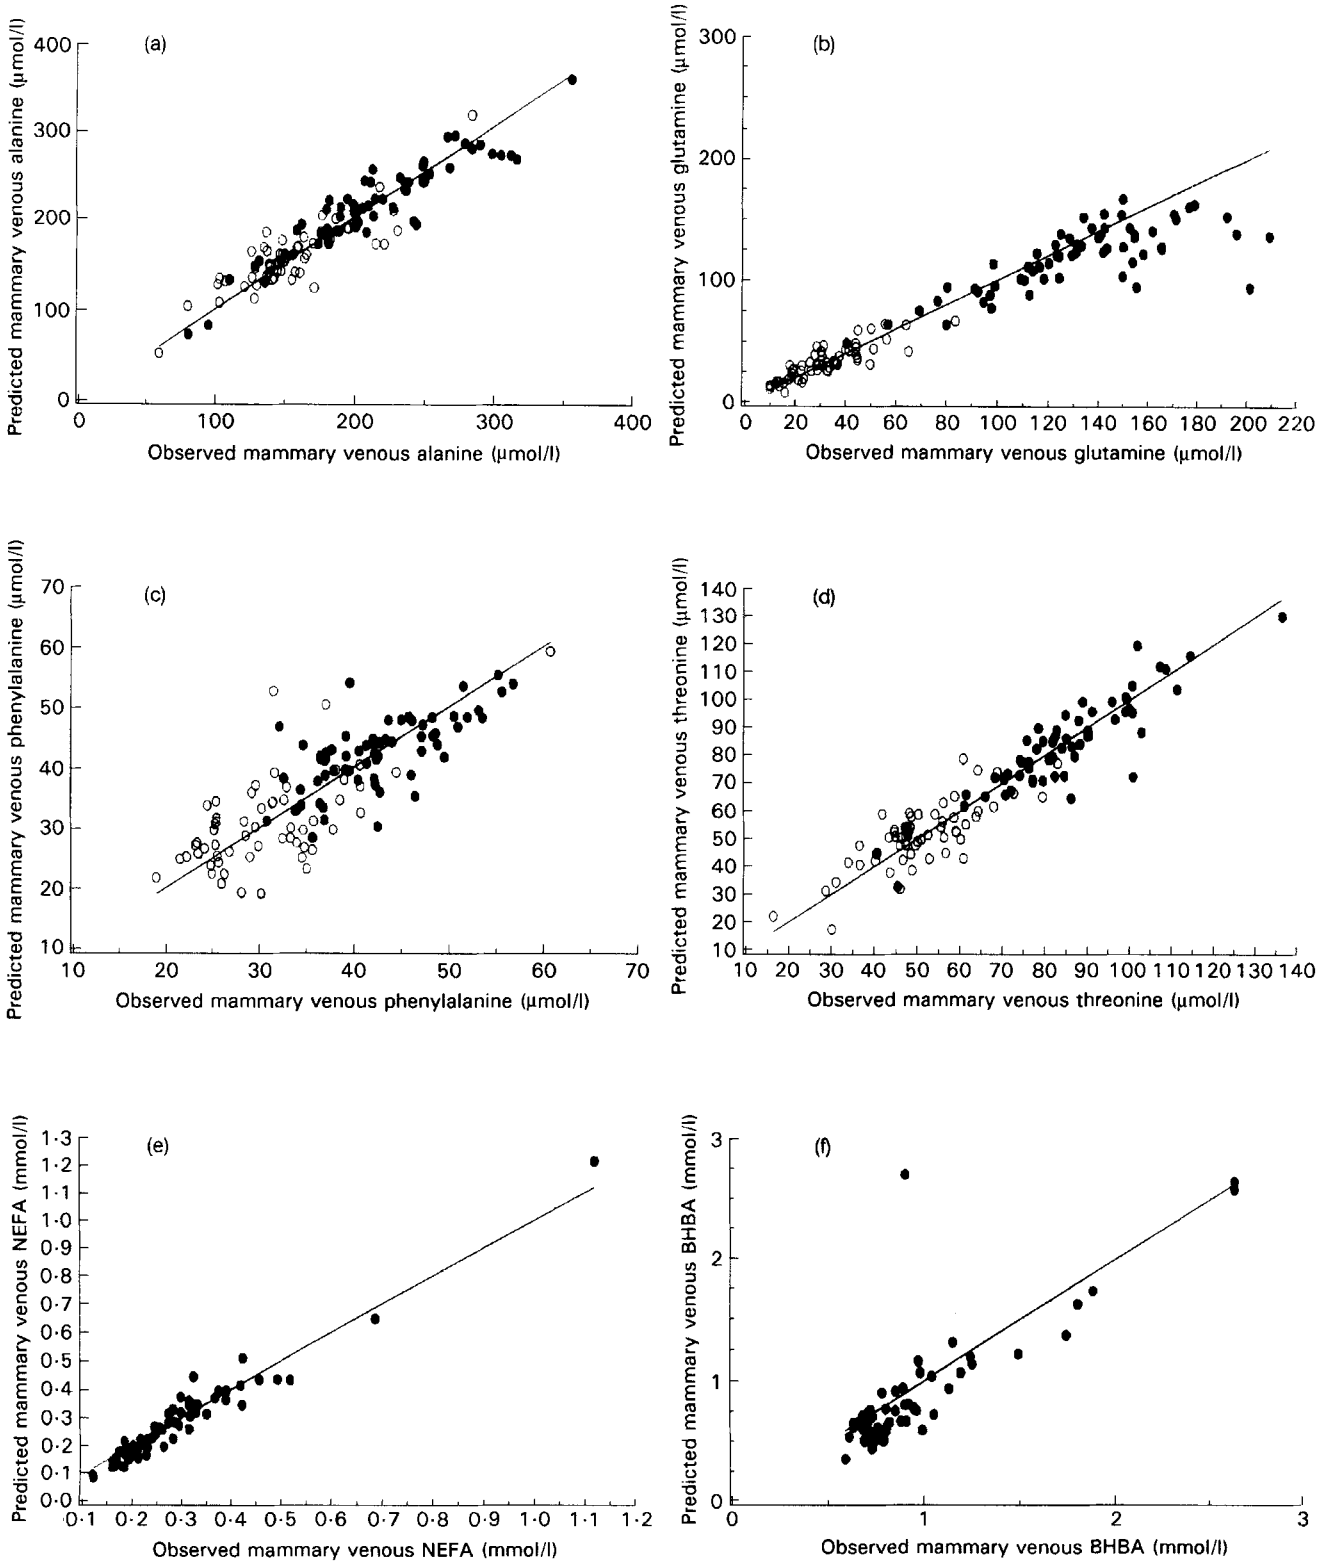 (a)
Predicted mammary venous alanine (μmol/l)
400
300
200
100
0
0 100 200 300 400
Observed mammary venous alanine (μmol/l)
(b)
Predicted mammary venous glutamine (μmol/l)
300
200
100
0
0 20 40 60 80 100 120 140 160 180 200 220
Observed mammary venous glutamine (μmol/l)
(c)
Predicted mammary venous phenylalanine (μmol/l)
70
60
50
40
30
20
10
10 20 30 40 50 60 70
Observed mammary venous phenylalanine (μmol/l)
(d)
Predicted mammary venous threonine (μmol/l)
140
130
120
110
100
90
80
70
60
50
40
30
20
10
10 20 30 40 50 60 70 80 90 100 110 120 130 140
Observed mammary venous threonine (μmol/l)
(e)
Predicted mammary venous NEFA (mmol/l)
1·3
1·2
1·1
1·0
0·9
0·8
0·7
0·6
0·5
0·4
0·3
0·2
0·1
0·0
0·1 0·2 0·3 0·4 0·5 0·6 0·7 0·8 0·9 1·0 1·1 1·2
Observed mammary venous NEFA (mmol/l)
(f)
Predicted mammary venous BHBA (mmol/l)
3
2
1
0
0 1 2 3
Observed mammary venous BHBA (mmol/l)